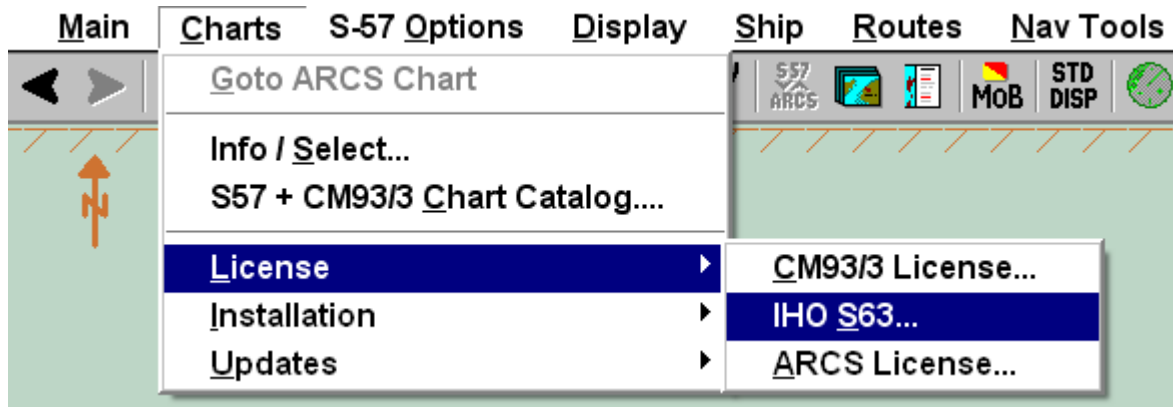 Main Charts S-57 Options Display Ship Routes Nav Tools
S57 ARCS MOB STD DISP
Goto ARCS Chart
Info / Select...
N
S57 + CM93/3 Chart Catalog....
License CM93/3 License...
Installation IHO S63...
Updates ARCS License...